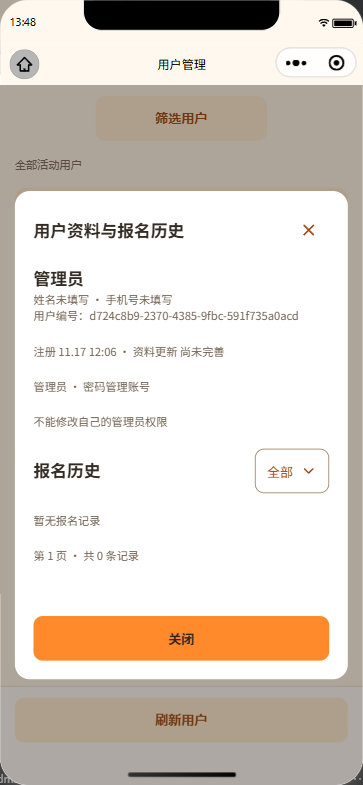 13:48
用户管理
筛选用户
全部活动用户
用户资料与报名历史
管理员
姓名未填写 · 手机号未填写
用户编号：d724c8b9-2370-4385-9fbc-591f735a0acd
注册 11.17 12:06 · 资料更新 尚未完善
管理员 · 密码管理账号
不能修改自己的管理员权限
报名历史
全部
暂无报名记录
第 1 页 · 共 0 条记录
关闭
刷新用户